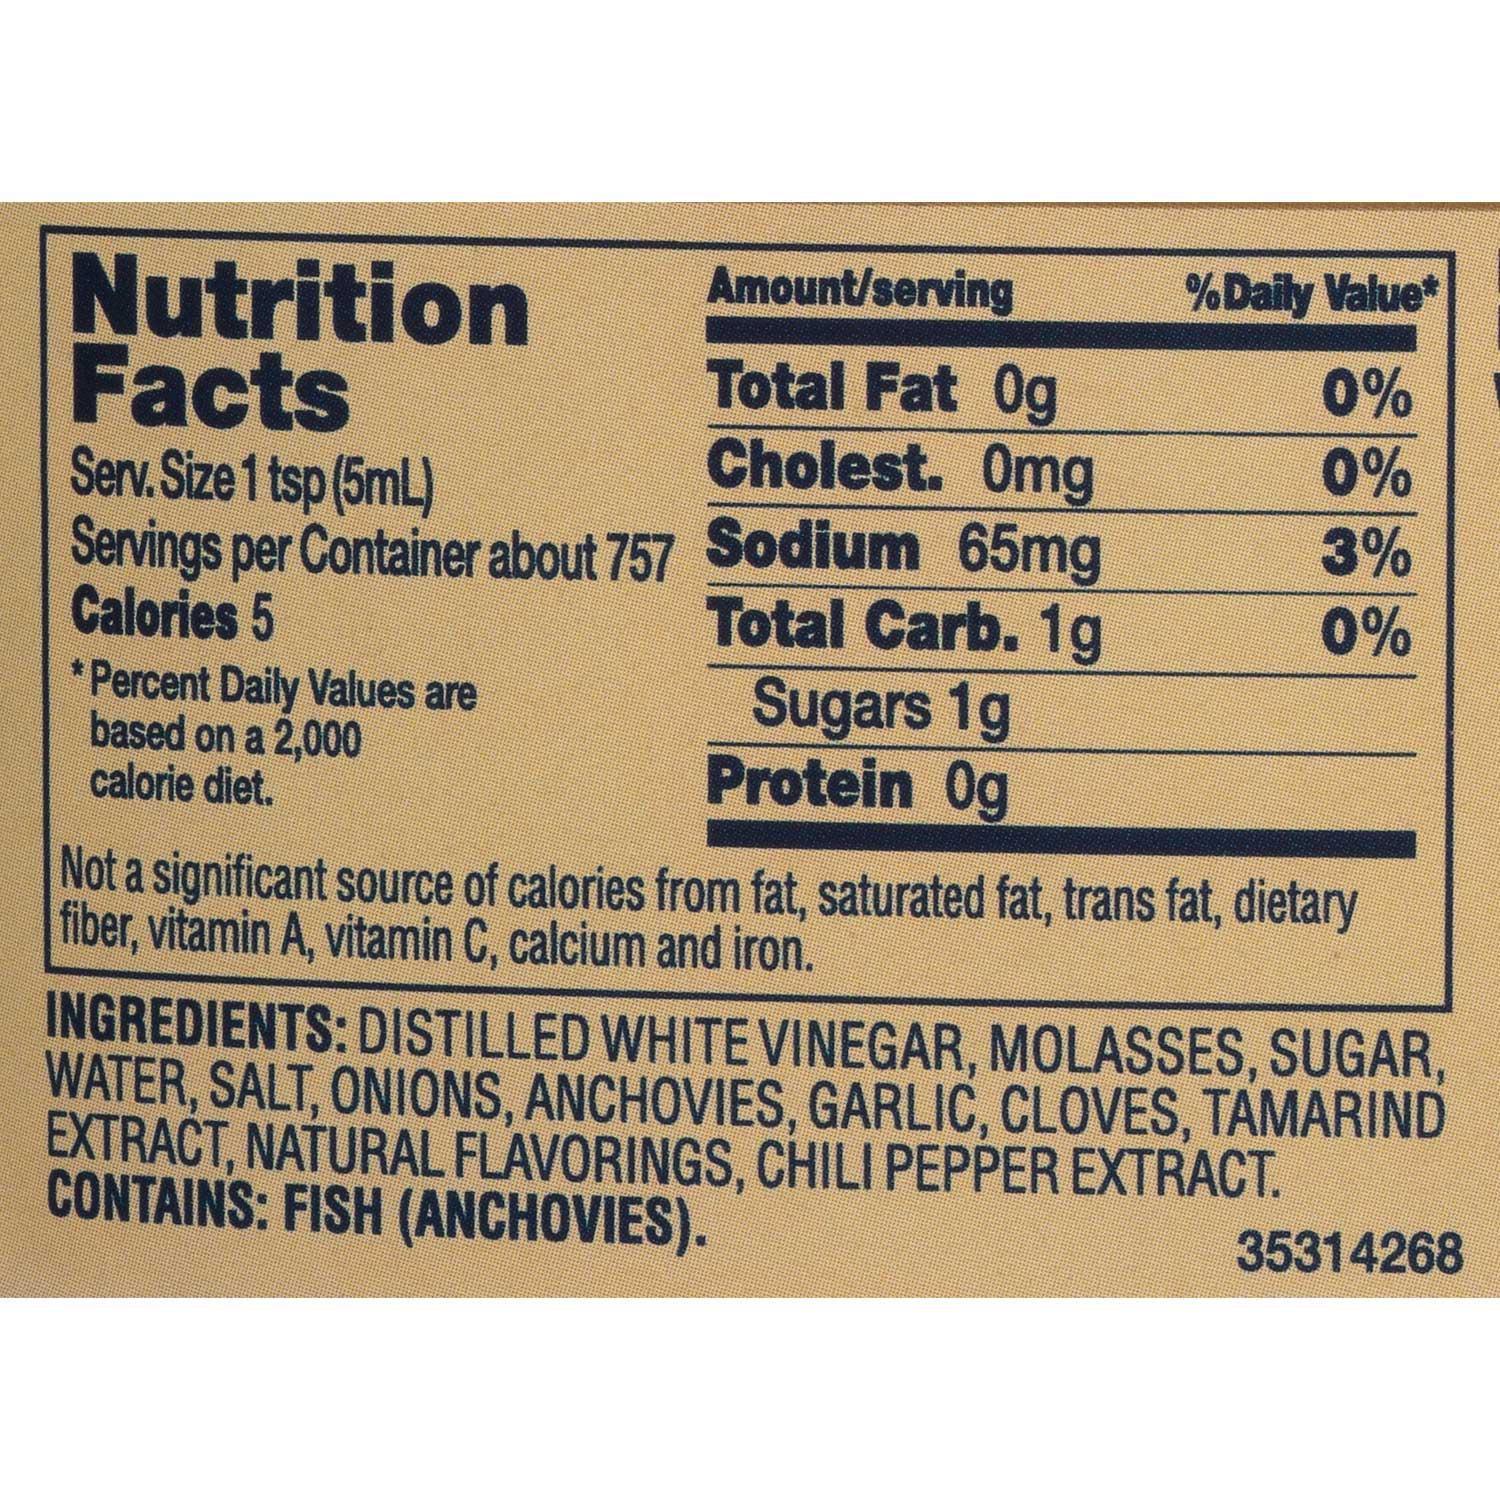 Nutrition
Facts
Serv. Size 1 tsp (5mL)
Servings per Container about 757
Calories 5
* Percent Daily Values are
based on a 2,000
calorie diet.
Amount/serving % Daily Value*
Total Fat 0g 0%
Cholest. 0mg 0%
Sodium 65mg 3%
Total Carb. 1g 0%
Sugars 1g
Protein 0g
Not a significant source of calories from fat, saturated fat, trans fat, dietary
fiber, vitamin A, vitamin C, calcium and iron.
INGREDIENTS: DISTILLED WHITE VINEGAR, MOLASSES, SUGAR,
WATER, SALT, ONIONS, ANCHOVIES, GARLIC, CLOVES, TAMARIND
EXTRACT, NATURAL FLAVORINGS, CHILI PEPPER EXTRACT.
CONTAINS: FISH (ANCHOVIES).
35314268